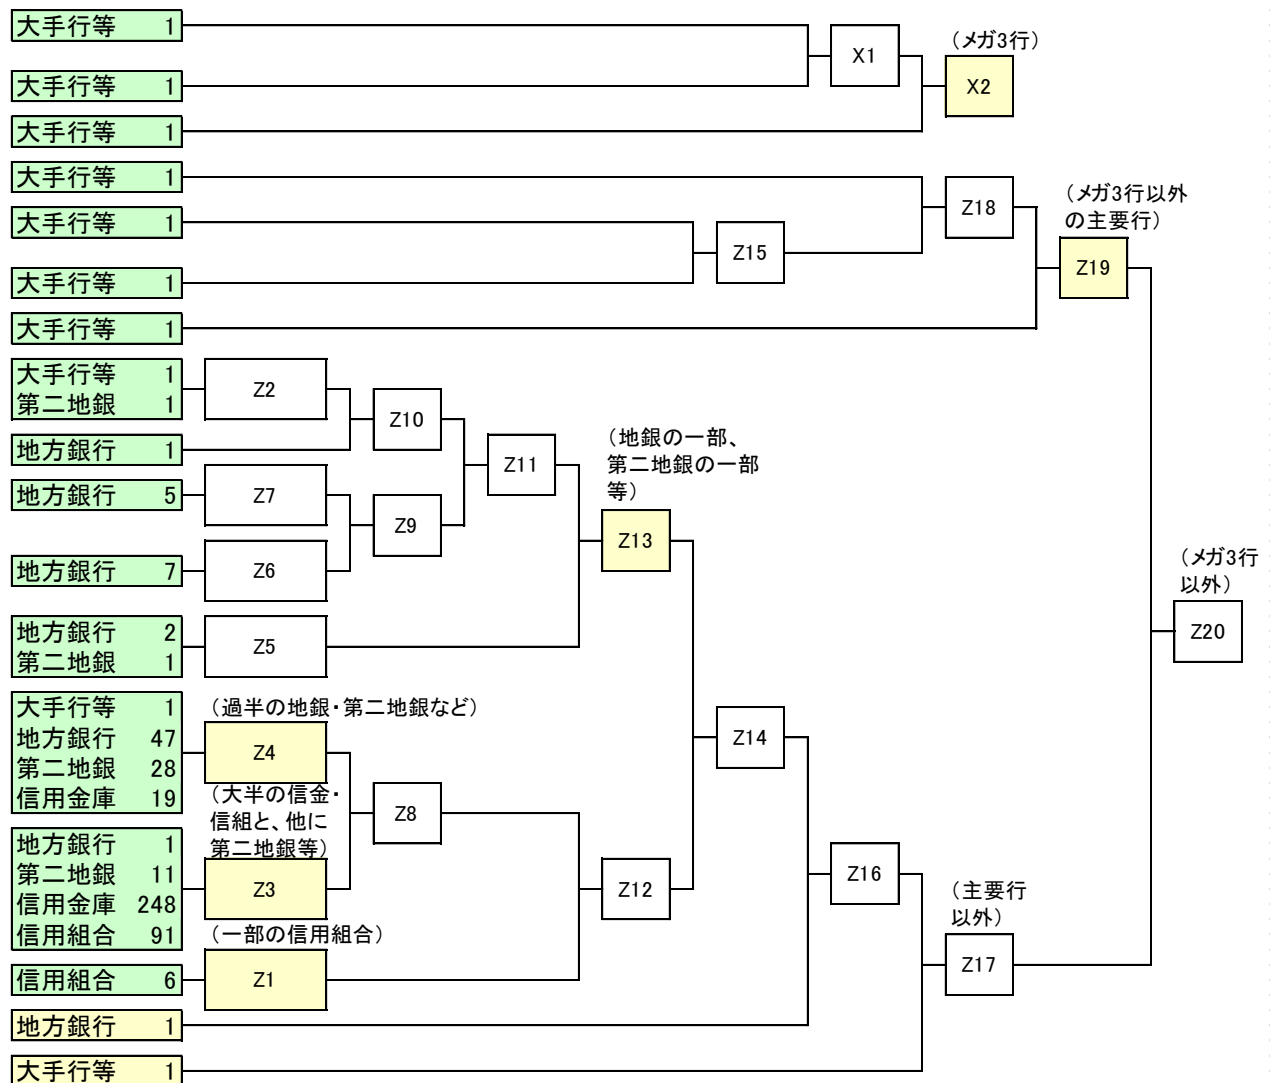 大手行等 1
X1
(メガ3行)
大手行等 1
X2
大手行等 1
大手行等 1
Z18
(メガ3行以外
の主要行)
大手行等 1
Z15
Z19
大手行等 1
大手行等 1
大手行等 1
第二地銀 1
Z2
Z10
地方銀行 1
Z11
(地銀の一部、
第二地銀の一部
等)
地方銀行 5
Z7
Z9
Z13
地方銀行 7
Z6
(メガ3行
以外)
Z20
地方銀行 2
第二地銀 1
Z5
大手行等 1
地方銀行 47
第二地銀 28
信用金庫 19
(過半の地銀・第二地銀など)
Z4
Z14
(大半の信金・
信組と、他に
第二地銀等)
Z8
地方銀行 1
第二地銀 11
信用金庫 248
信用組合 91
Z3
Z12
Z16
(主要行
以外)
(一部の信用組合)
信用組合 6
Z1
Z17
地方銀行 1
大手行等 1